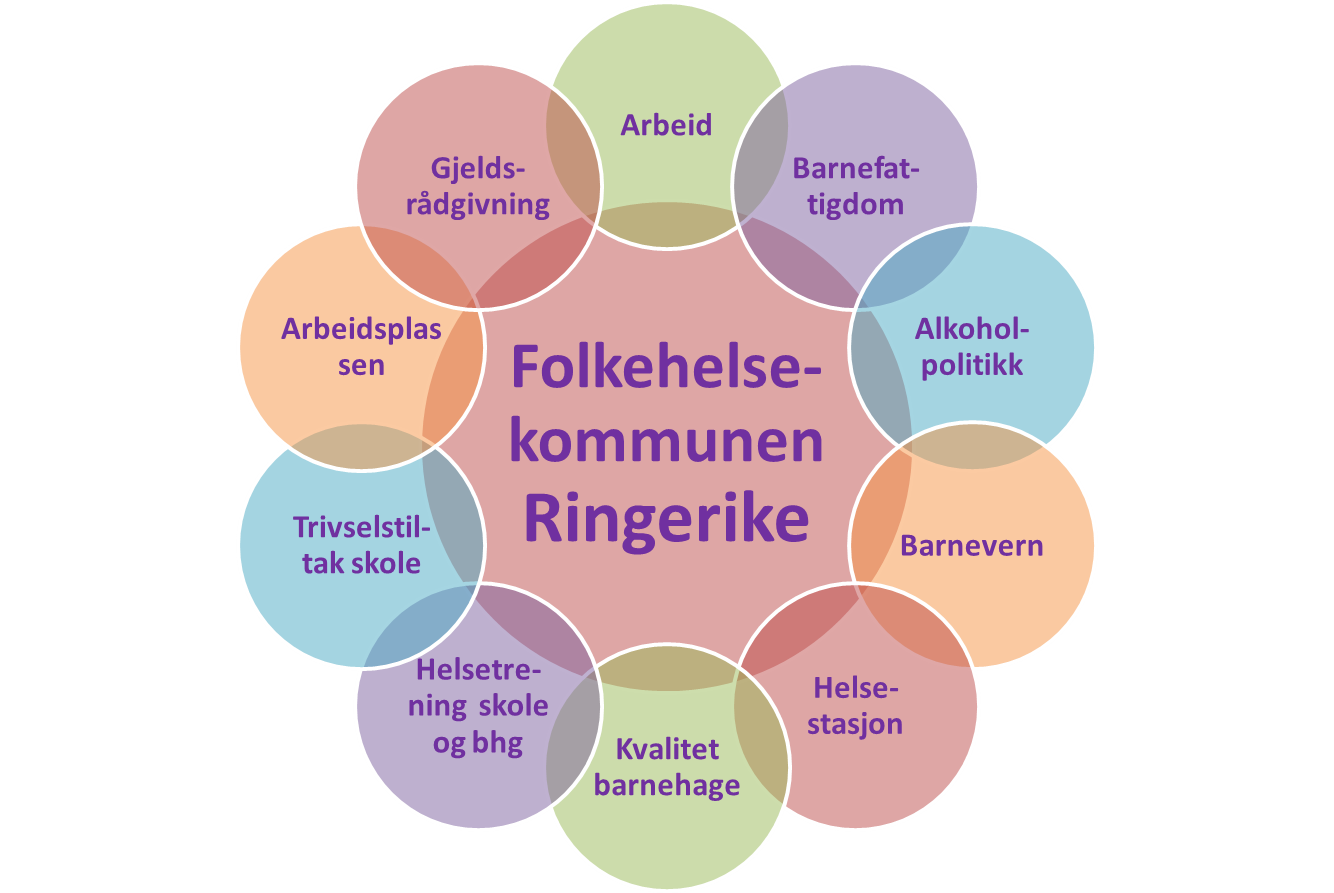 Folkehelse-
kommunen
Ringerike
Arbeid
Barnefat-
tigdom
Alkohol-
politikk
Barnevern
Helse-
stasjon
Kvalitet
barnehage
Helsetre-
ning skole
og bhg
Trivselstil-
tak skole
Arbeidsplas
sen
Gjelds-
rådgivning